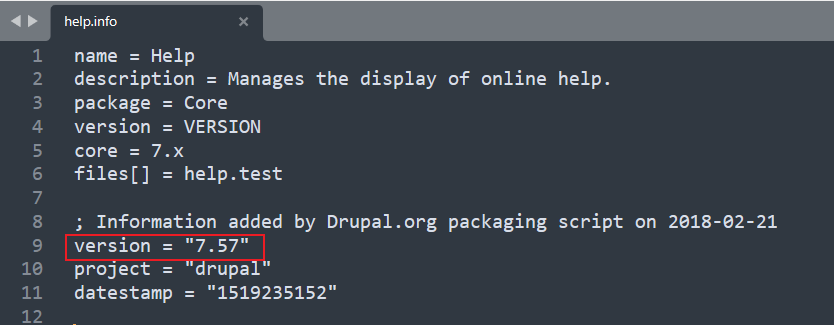 help.info
1 name = Help
2 description = Manages the display of online help.
3 package = Core
4 version = VERSION
5 core = 7.x
6 files[] = help.test
7
8 ; Information added by Drupal.org packaging script on 2018-02-21
9 version = "7.57"
10 project = "drupal"
11 datestamp = "1519235152"
12